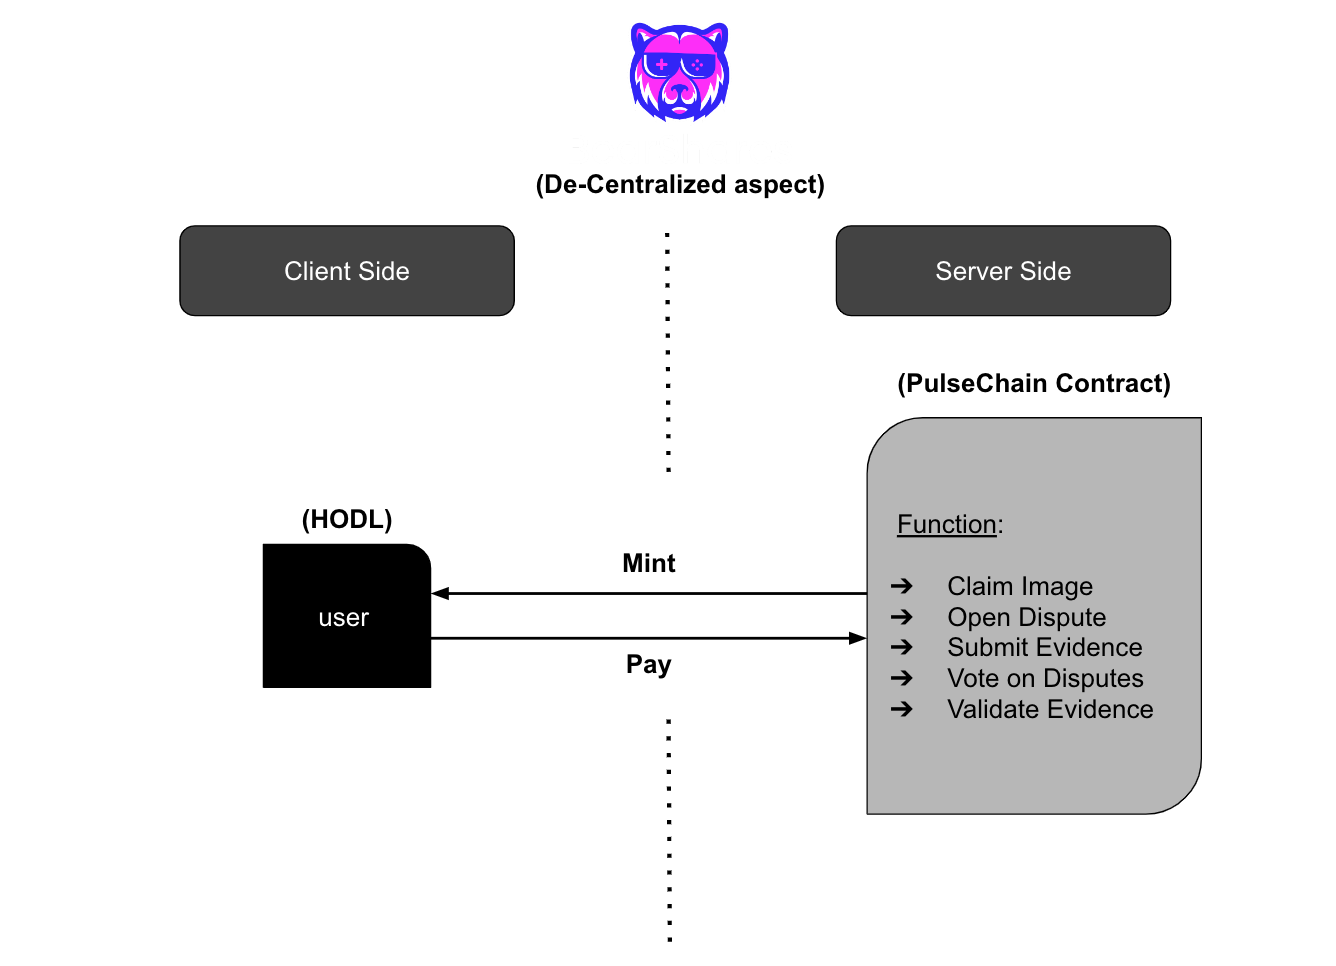 (De-Centralized aspect)
Client Side
Server Side
(PulseChain Contract)
(HODL)
user
Mint
Pay
Function:
➔ Claim Image
➔ Open Dispute
➔ Submit Evidence
➔ Vote on Disputes
➔ Validate Evidence